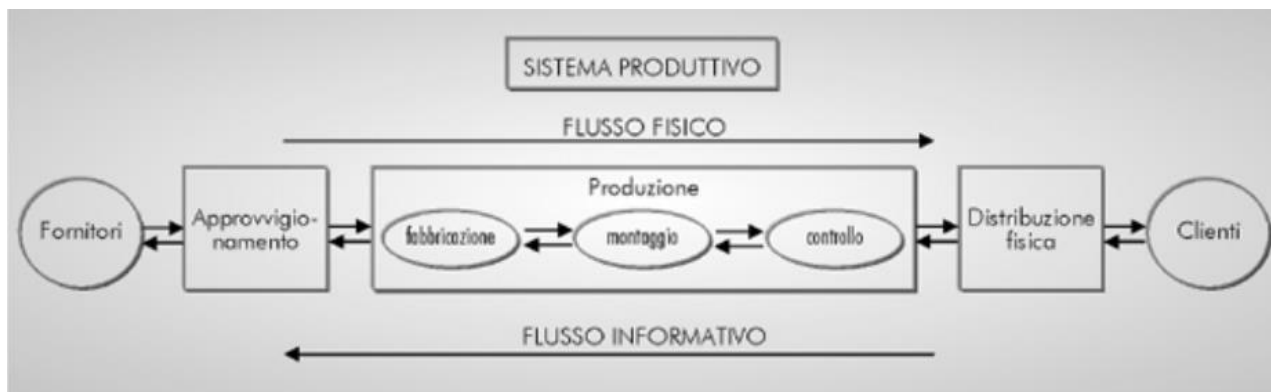 SISTEMA PRODUTTIVO
FLUSSO FISICO
Fornitori
Approvvigio-
namento
Produzione
fabbricazione
montaggio
controllo
Distribuzione
fisica
Clienti
FLUSSO INFORMATIVO